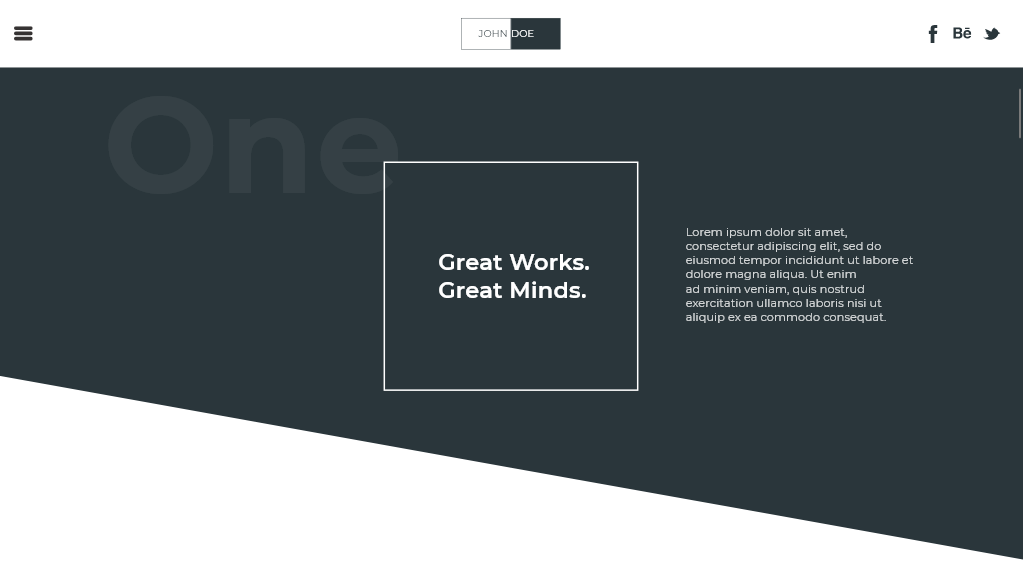 JOHN DOE
Bē
One
Great Works.
Great Minds.
Lorem ipsum dolor sit amet,
consectetur adipiscing elit, sed do
eiusmod tempor incididunt ut labore et
dolore magna aliqua. Ut enim
ad minim veniam, quis nostrud
exercitation ullamco laboris nisi ut
aliquip ex ea commodo consequat.